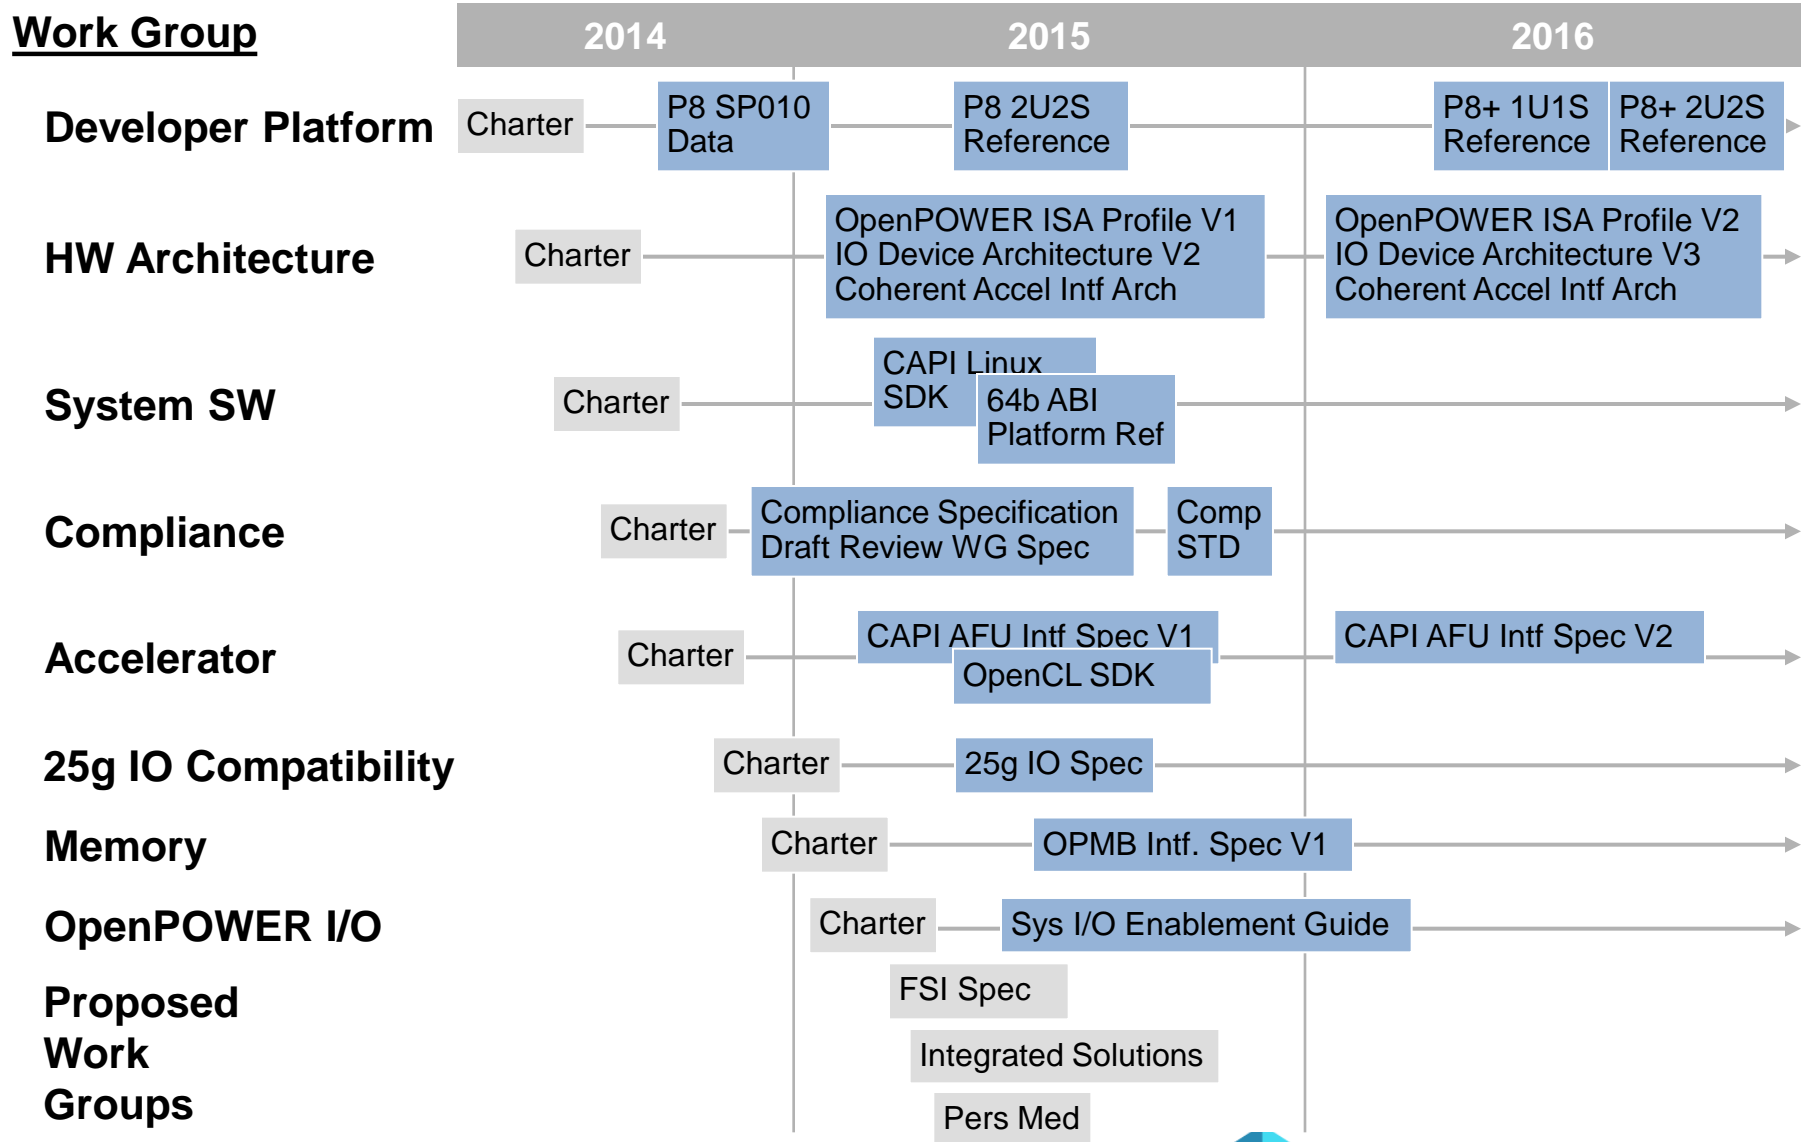 Work Group
2014 2015 2016
Developer Platform
Charter
P8 SP010
Data
P8 2U2S
Reference
P8+ 1U1S
Reference
P8+ 2U2S
Reference
HW Architecture
Charter
OpenPOWER ISA Profile V1
IO Device Architecture V2
Coherent Accel Intf Arch
OpenPOWER ISA Profile V2
IO Device Architecture V3
Coherent Accel Intf Arch
System SW
Charter
CAPI Linux
SDK
64b ABI
Platform Ref
Compliance
Charter
Compliance Specification
Draft Review WG Spec
Comp
STD
Accelerator
Charter
CAPI AFU Intf Spec V1
OpenCL SDK
CAPI AFU Intf Spec V2
25g IO Compatibility
Charter
25g IO Spec
Memory
Charter
OPMB Intf. Spec V1
OpenPOWER I/O
Charter
Sys I/O Enablement Guide
Proposed
Work
Groups
FSI Spec
Integrated Solutions
Pers Med